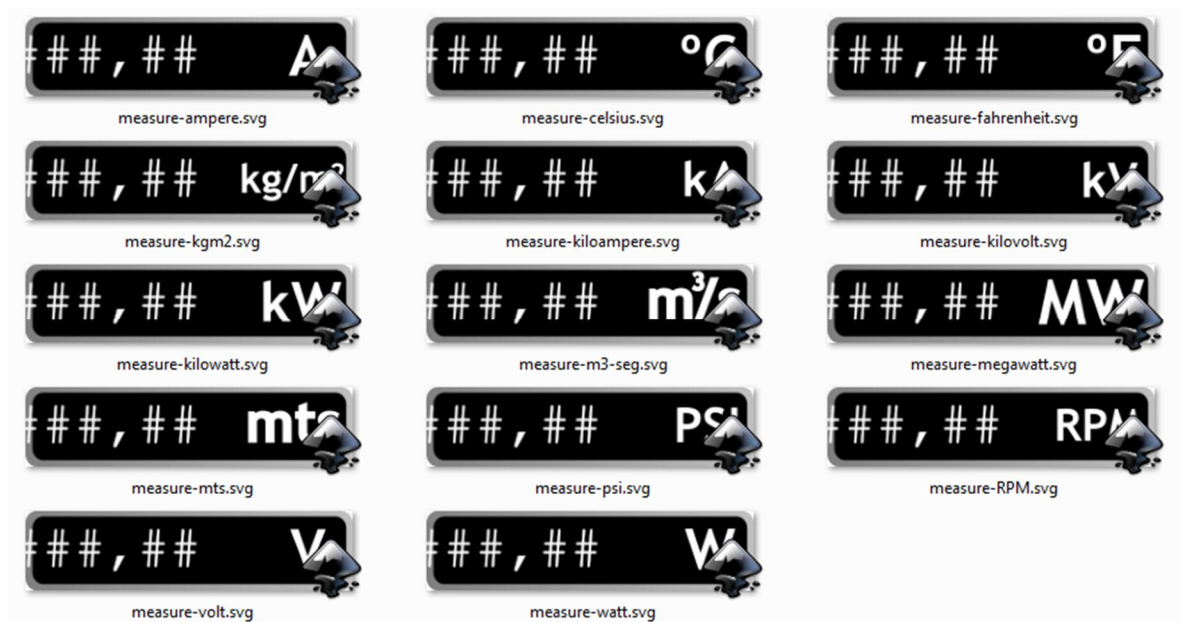 ###,## A
###,## °C
###,## °F
measure-ampere.svg
measure-celsius.svg
measure-fahrenheit.svg
###,## kg/m²
###,## kA
###,## kV
measure-kgm2.svg
measure-kiloampere.svg
measure-kilovolt.svg
###,## kW
###,## m³/s
###,## MW
measure-kilowatt.svg
measure-m3-seg.svg
measure-megawatt.svg
###,## mts
###,## PSI
###,## RPM
measure-mts.svg
measure-psi.svg
measure-RPM.svg
###,## V
###,## W
measure-volt.svg
measure-watt.svg